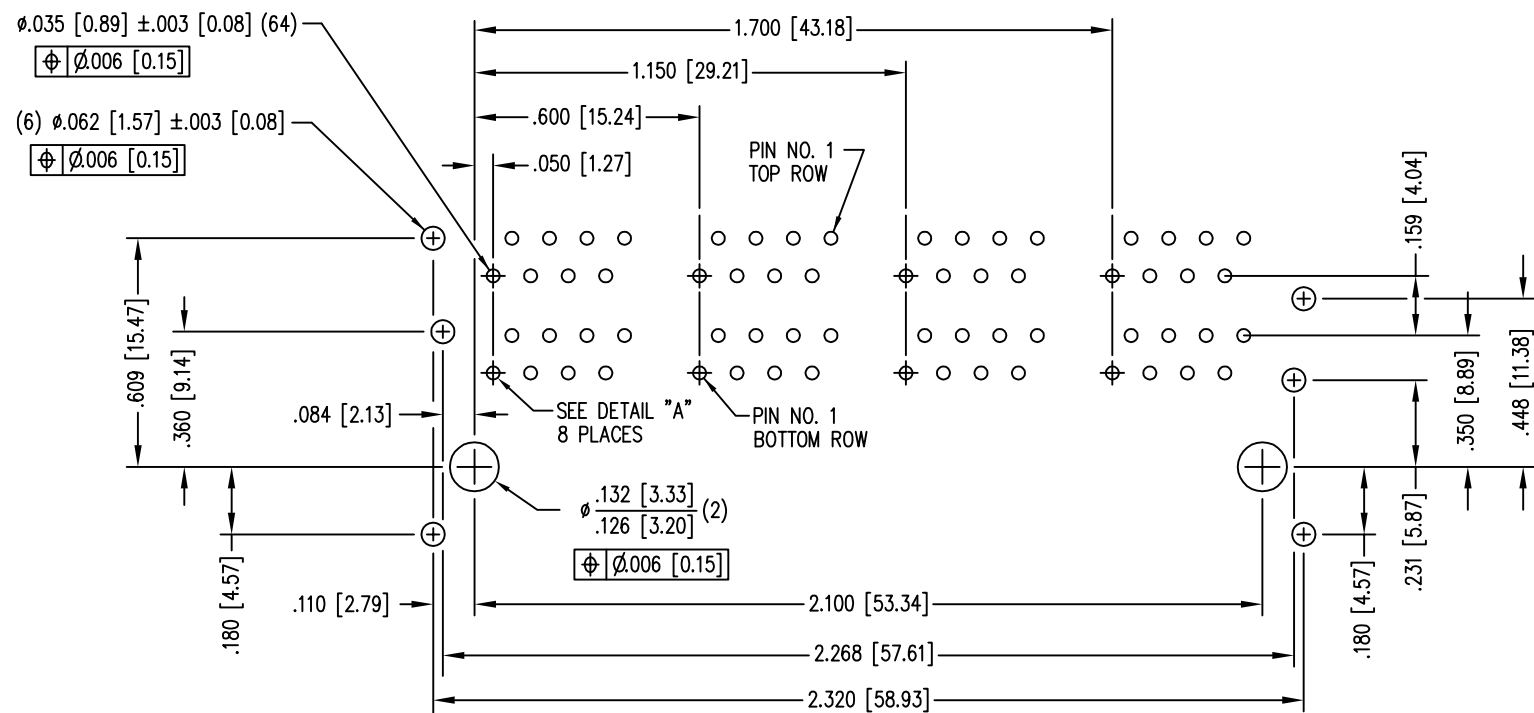 ø.035 [0.89] ±.003 [0.08] (64)
⌖ Ø.006 [0.15]
(6) ø.062 [1.57] ±.003 [0.08]
⌖ Ø.006 [0.15]
1.700 [43.18]
1.150 [29.21]
.600 [15.24]
.050 [1.27]
PIN NO. 1
TOP ROW
.159 [4.04]
.609 [15.47]
.360 [9.14]
.084 [2.13]
SEE DETAIL "A"
8 PLACES
PIN NO. 1
BOTTOM ROW
.350 [8.89]
.448 [11.38]
ø .132 [3.33]
.126 [3.20] (2)
⌖ Ø.006 [0.15]
.231 [5.87]
.180 [4.57]
.110 [2.79]
2.100 [53.34]
.180 [4.57]
2.268 [57.61]
2.320 [58.93]